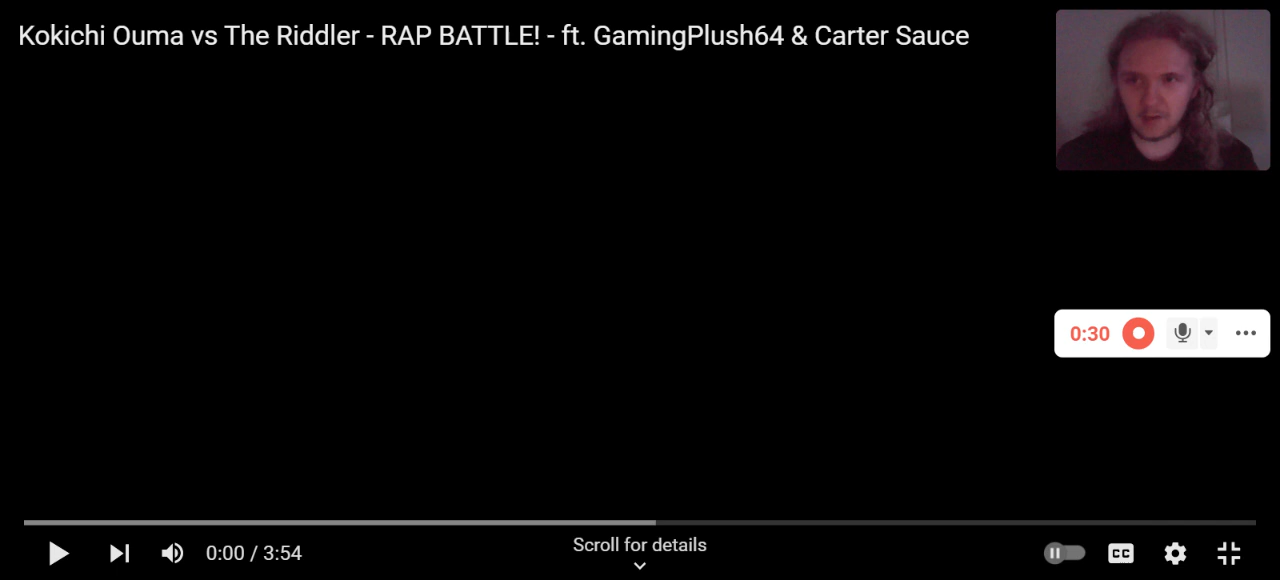 Kokichi Ouma vs The Riddler - RAP BATTLE! - ft. GamingPlush64 & Carter Sauce
0:30
0:00 / 3:54
Scroll for details
CC